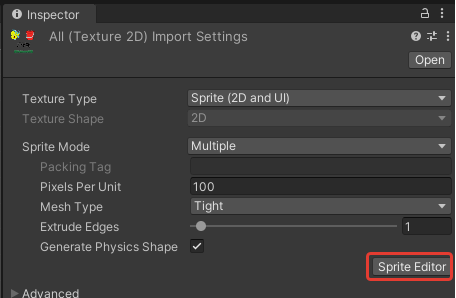 Inspector
All (Texture 2D) Import Settings
Open
Texture Type Sprite (2D and UI)
Texture Shape 2D
Sprite Mode Multiple
Packing Tag
Pixels Per Unit 100
Mesh Type Tight
Extrude Edges 1
Generate Physics Shape
Sprite Editor
Advanced